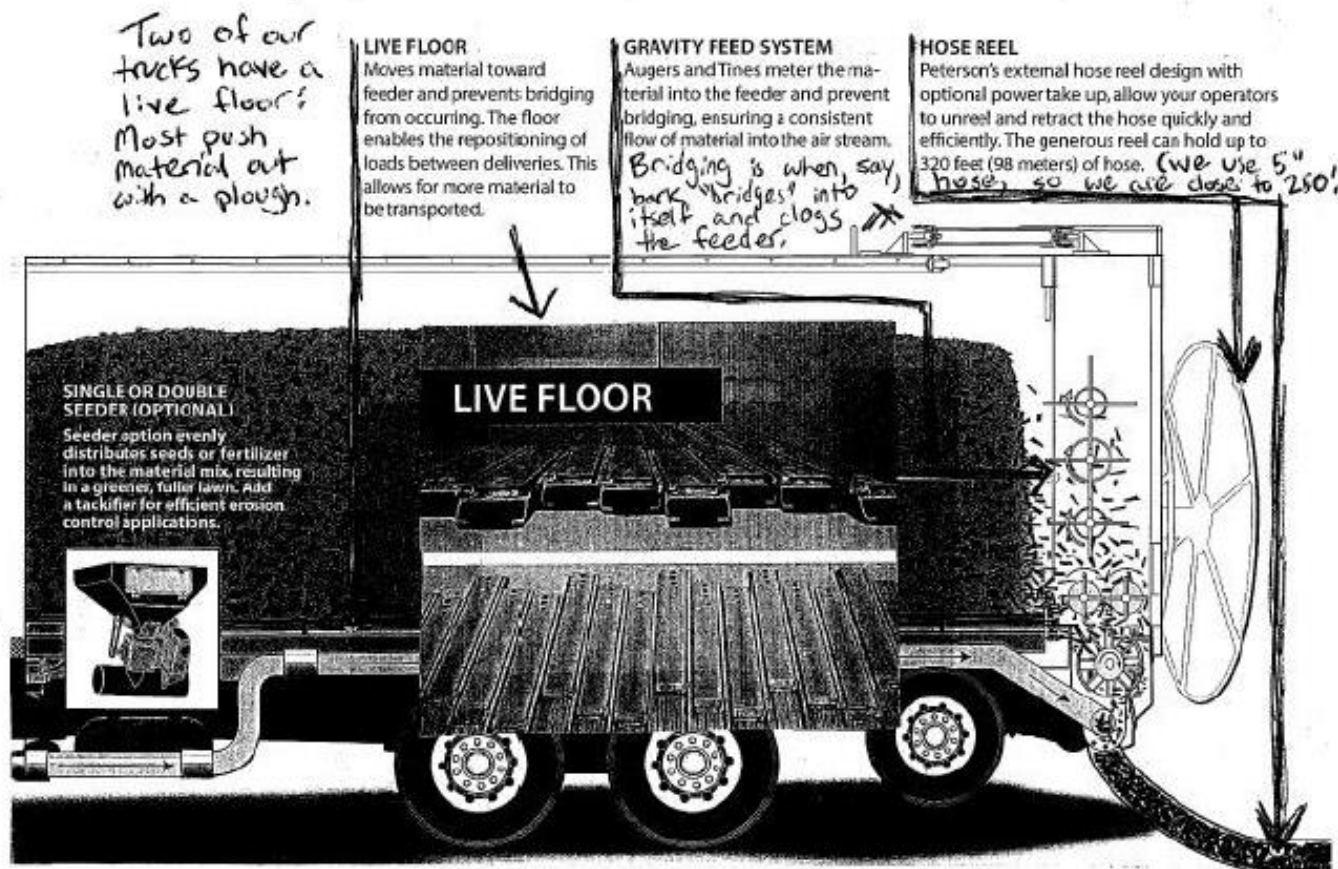 Two of our
trucks have a
live floor:
Most push
material out
with a plough.
LIVE FLOOR
Moves material toward
feeder and prevents bridging
from occurring. The floor
enables the repositioning of
loads between deliveries. This
allows for more material to
be transported.
GRAVITY FEED SYSTEM
Augers and Tines meter the ma-
terial into the feeder and prevent
bridging, ensuring a consistent
flow of material into the air stream.
Bridging is when, say,
bark "bridges" into
itself and clogs
the feeder.
HOSE REEL
Peterson's external hose reel design with
optional power take up, allow your operators
to unreel and retract the hose quickly and
efficiently. The generous reel can hold up to
320 feet (98 meters) of hose. (we use 5"
hose, so we are close to 250'
SINGLE OR DOUBLE
SEEDER (OPTIONAL)
Seeder option evenly
distributes seeds or fertilizer
into the material mix, resulting
in a greener, fuller lawn. Add
a tackifier for efficient erosion
control applications.
LIVE FLOOR